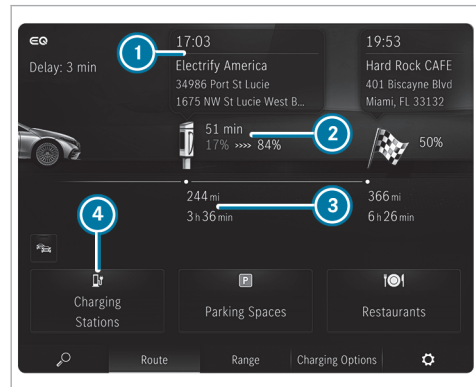 EQ
Delay: 3 min
17:03
Electrify America
34986 Port St Lucie
1675 NW St Lucie West B...
19:53
Hard Rock CAFE
401 Biscayne Blvd
Miami, FL 33132
1
51 min
17% >>>> 84%
2
50%
244 mi
3 h 36 min
3
366 mi
6 h 26 min
4
Charging
Stations
P
Parking Spaces
Restaurants
Route
Range
Charging Options